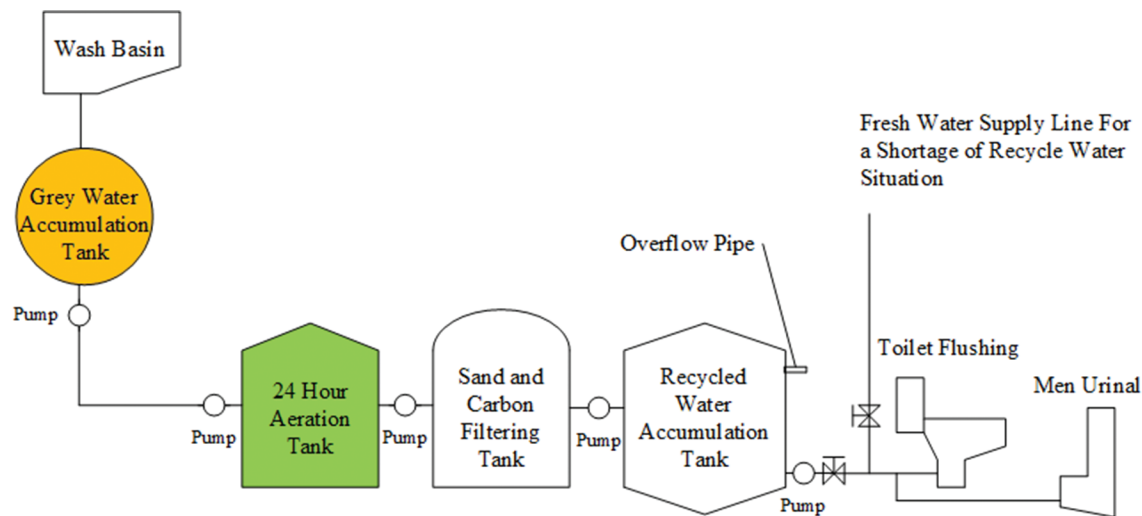 Wash Basin
Grey Water
Accumulation
Tank
Pump
Pump
24 Hour
Aeration
Tank
Pump
Sand and
Carbon
Filtering
Tank
Pump
Recycled
Water
Accumulation
Tank
Overflow Pipe
Pump
Fresh Water Supply Line For
a Shortage of Recycle Water
Situation
Toilet Flushing
Men Urinal